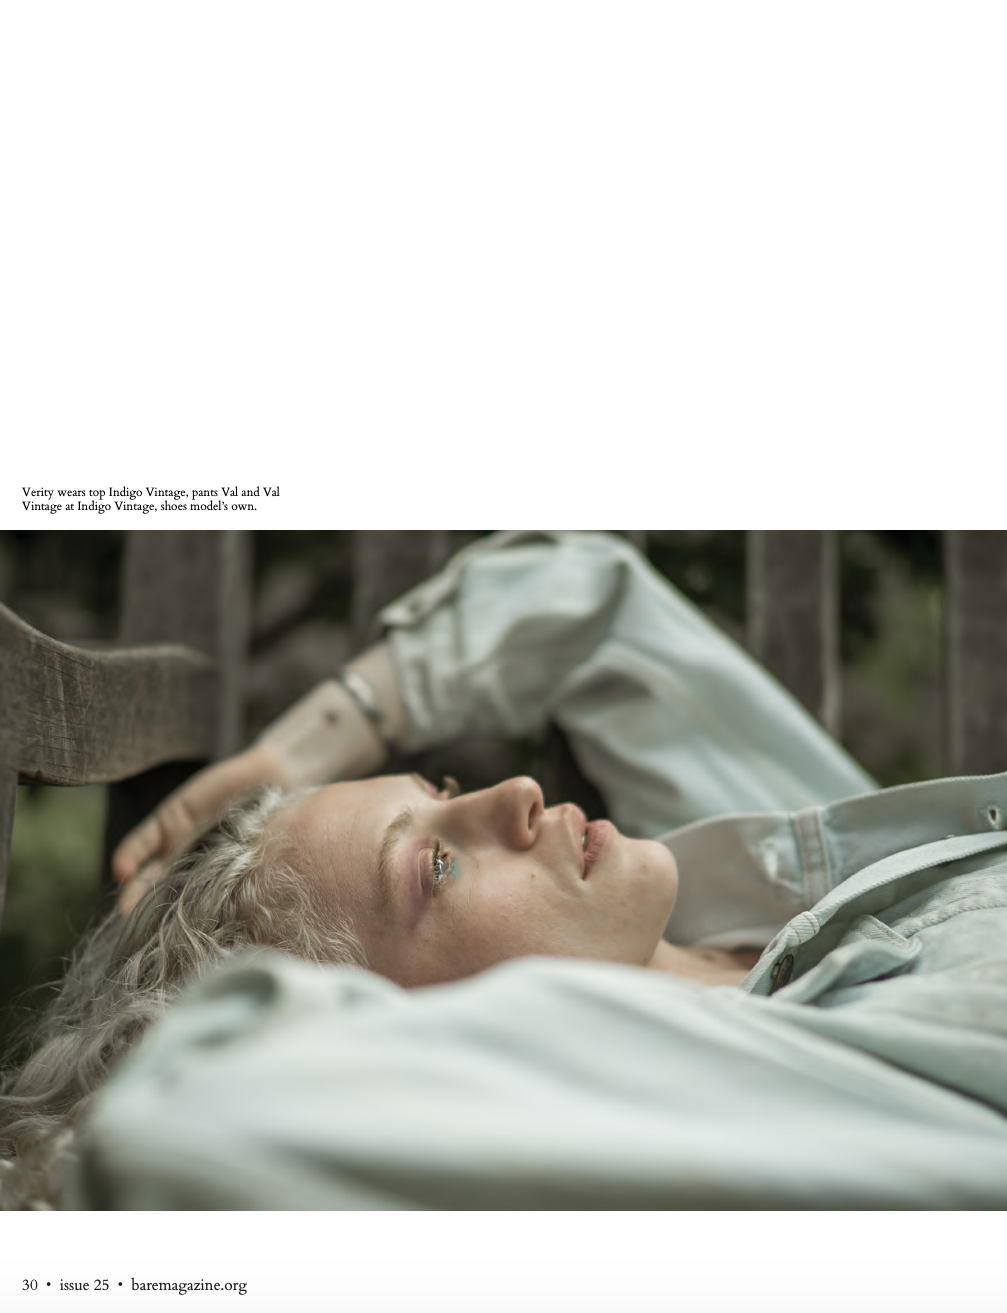 Verity wears top Indigo Vintage, pants Val and Val
Vintage at Indigo Vintage, shoes model’s own.
30 • issue 25 • baremagazine.org